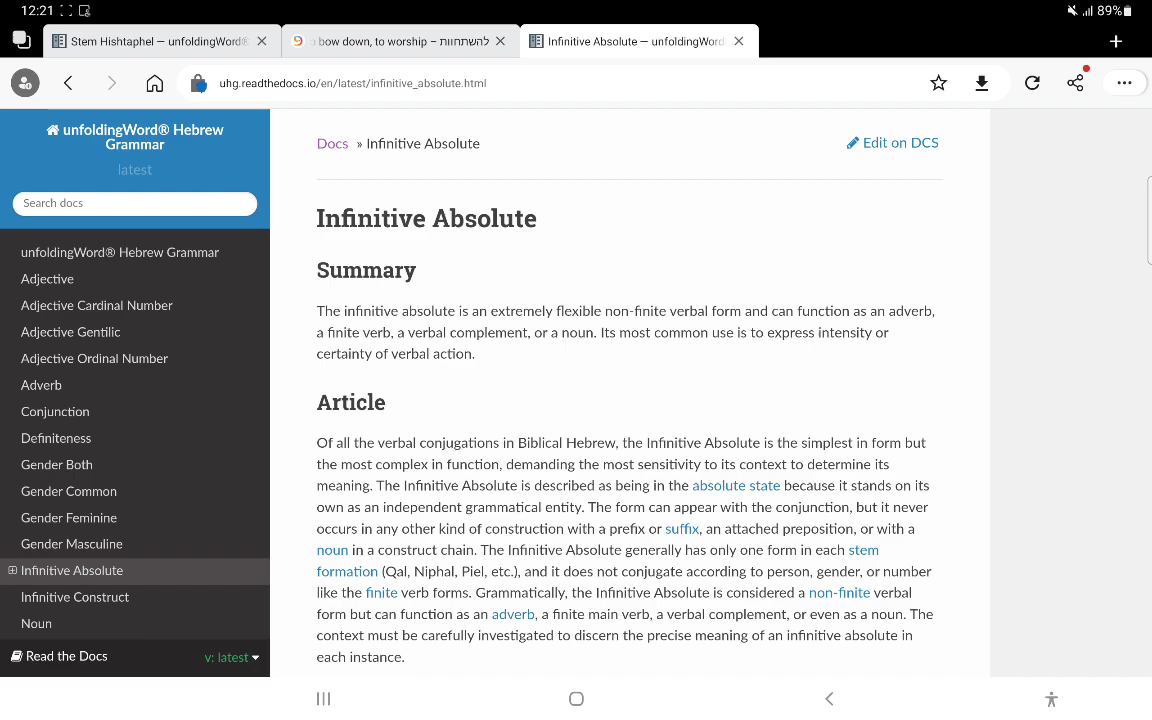 12:21
89%
Stem Hishtaphel — unfoldingWord®
bow down, to worship – להשתחוות
Infinitive Absolute — unfoldingWord
uhg.readthedocs.io/en/latest/infinitive_absolute.html
unfoldingWord® Hebrew
Grammar
latest
Search docs
unfoldingWord® Hebrew Grammar
Adjective
Adjective Cardinal Number
Adjective Gentilic
Adjective Ordinal Number
Adverb
Conjunction
Definiteness
Gender Both
Gender Common
Gender Feminine
Gender Masculine
Infinitive Absolute
Infinitive Construct
Noun
Read the Docs
v: latest
Docs » Infinitive Absolute
Edit on DCS
Infinitive Absolute
Summary
The infinitive absolute is an extremely flexible non-finite verbal form and can function as an adverb,
a finite verb, a verbal complement, or a noun. Its most common use is to express intensity or
certainty of verbal action.
Article
Of all the verbal conjugations in Biblical Hebrew, the Infinitive Absolute is the simplest in form but
the most complex in function, demanding the most sensitivity to its context to determine its
meaning. The Infinitive Absolute is described as being in the absolute state because it stands on its
own as an independent grammatical entity. The form can appear with the conjunction, but it never
occurs in any other kind of construction with a prefix or suffix, an attached preposition, or with a
noun in a construct chain. The Infinitive Absolute generally has only one form in each stem
formation (Qal, Niphal, Piel, etc.), and it does not conjugate according to person, gender, or number
like the finite verb forms. Grammatically, the Infinitive Absolute is considered a non-finite verbal
form but can function as an adverb, a finite main verb, a verbal complement, or even as a noun. The
context must be carefully investigated to discern the precise meaning of an infinitive absolute in
each instance.